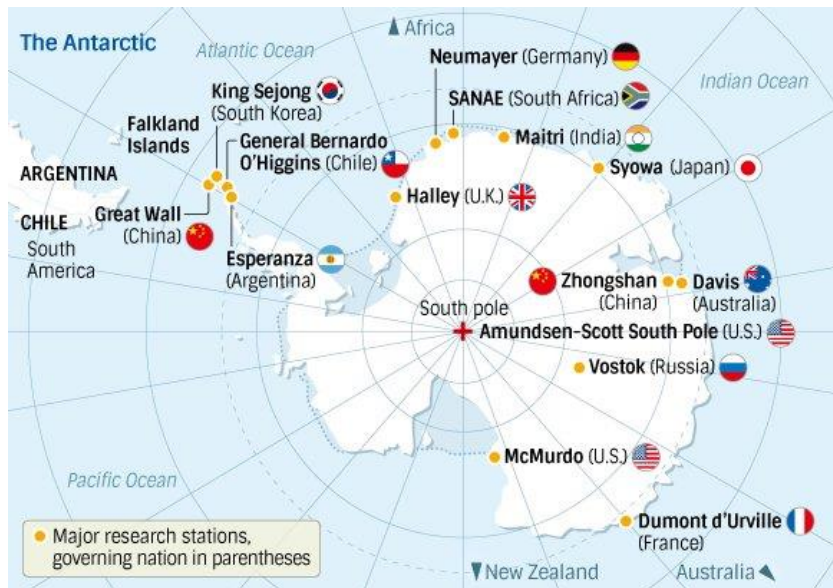 The Antarctic
Atlantic Ocean
Africa
Neumayer (Germany)
Indian Ocean
King Sejong
(South Korea)
SANAE (South Africa)
Falkland
Islands
General Bernardo
O'Higgins (Chile)
Maitri (India)
ARGENTINA
Syowa (Japan)
CHILE
South
America
Great Wall
(China)
Halley (U.K.)
Esperanza
(Argentina)
Zhongshan
(China)
Davis
(Australia)
South pole
Amundsen-Scott South Pole (U.S.)
Vostok (Russia)
McMurdo (U.S.)
Pacific Ocean
Dumont d'Urville
(France)
Major research stations,
governing nation in parentheses
New Zealand
Australia